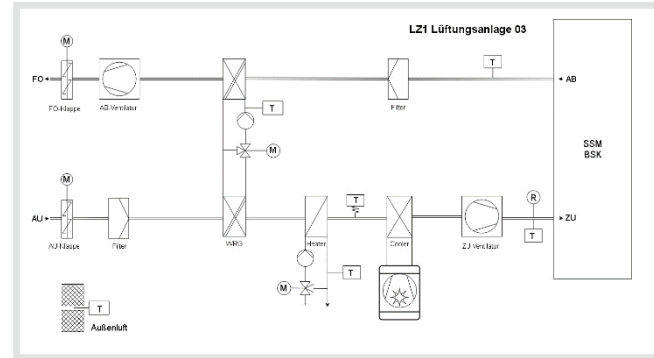 LZ1 Lüftungsanlage 03
M
T
FO
AB
FO-Klappe
AB-Ventilator
Filter
T
SSM
BSK
M
M
T
R
AU
ZU
AU-Klappe
Filter
WRG
Heater
Cooler
ZU-Ventilator
T
T
M
T
Außenluft